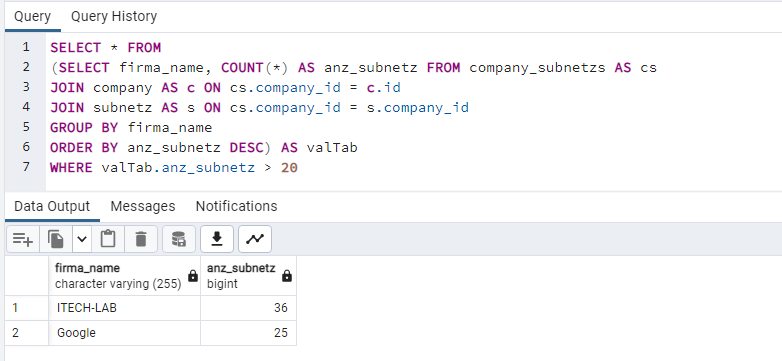 Query Query History
1 SELECT * FROM
2 (SELECT firma_name, COUNT(*) AS anz_subnetz FROM company_subnetzs AS cs
3 JOIN company AS c ON cs.company_id = c.id
4 JOIN subnetz AS s ON cs.company_id = s.company_id
5 GROUP BY firma_name
6 ORDER BY anz_subnetz DESC) AS valTab
7 WHERE valTab.anz_subnetz > 20
Data Output Messages Notifications
firma_name anz_subnetz
character varying (255) bigint
1 ITECH-LAB 36
2 Google 25